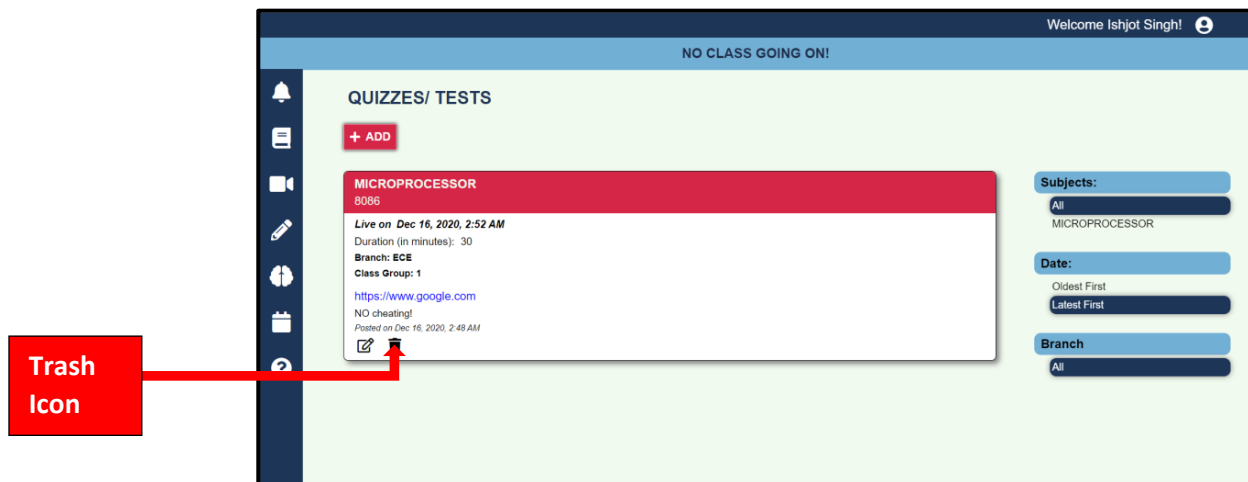 Welcome Ishjot Singh!
NO CLASS GOING ON!
QUIZZES/ TESTS
+ ADD
MICROPROCESSOR
8086
Live on Dec 16, 2020, 2:52 AM
Duration (in minutes): 30
Branch: ECE
Class Group: 1
https://www.google.com
NO cheating!
Posted on Dec 16, 2020, 2:48 AM
Subjects:
All
MICROPROCESSOR
Date:
Oldest First
Latest First
Branch
All
Trash
Icon